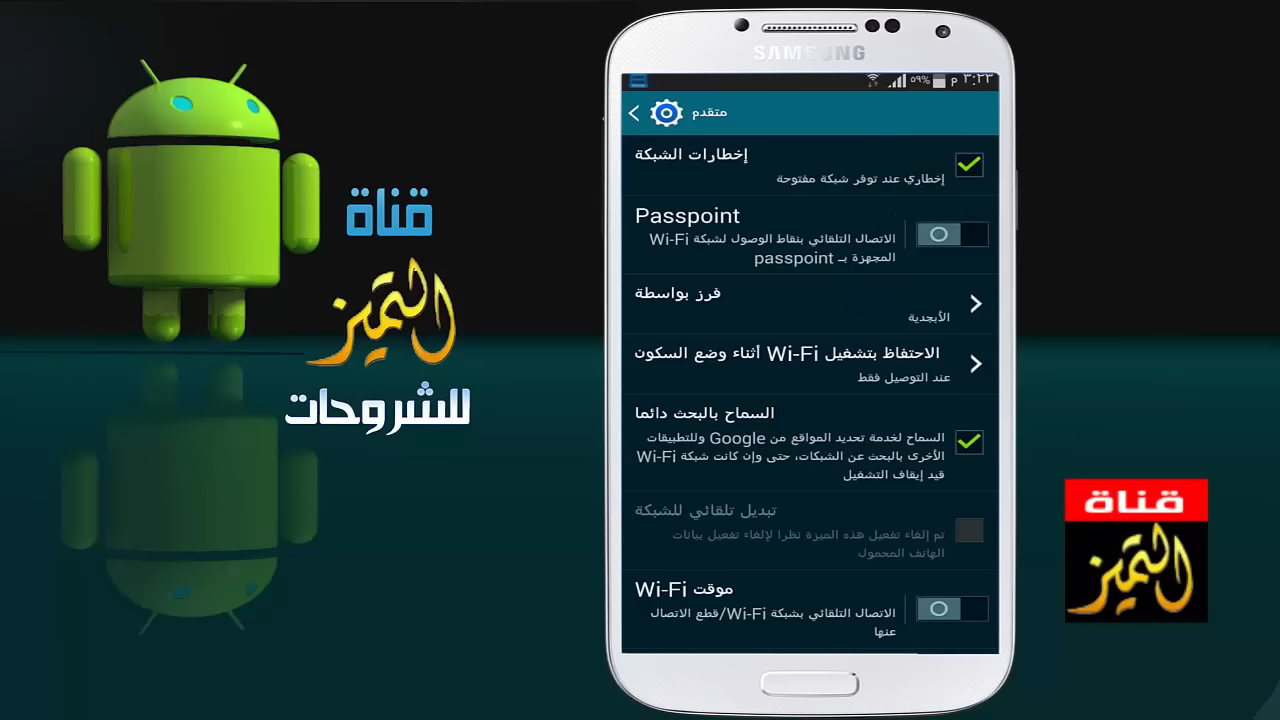 قناة
التميز
للشروحات
SAMSUNG
٥٩% م ٣:٢٣
متقدم
إخطارات الشبكة
إخطاري عند توفر شبكة مفتوحة
Passpoint
الاتصال التلقائي بنقاط الوصول لشبكة Wi-Fi
المجهزة بـ passpoint
فرز بواسطة
الأبجدية
الاحتفاظ بتشغيل Wi-Fi أثناء وضع السكون
عند التوصيل فقط
السماح بالبحث دائما
السماح لخدمة تحديد المواقع من Google وللتطبيقات
الأخرى بالبحث عن الشبكات، حتى وإن كانت شبكة Wi-Fi
قيد إيقاف التشغيل
تبديل تلقائي للشبكة
تم إلغاء تفعيل هذه الميزة نظرا لإلغاء تفعيل بيانات
الهاتف المحمول
موقت Wi-Fi
الاتصال التلقائي بشبكة Wi-Fi/قطع الاتصال
عنها
قناة
التميز